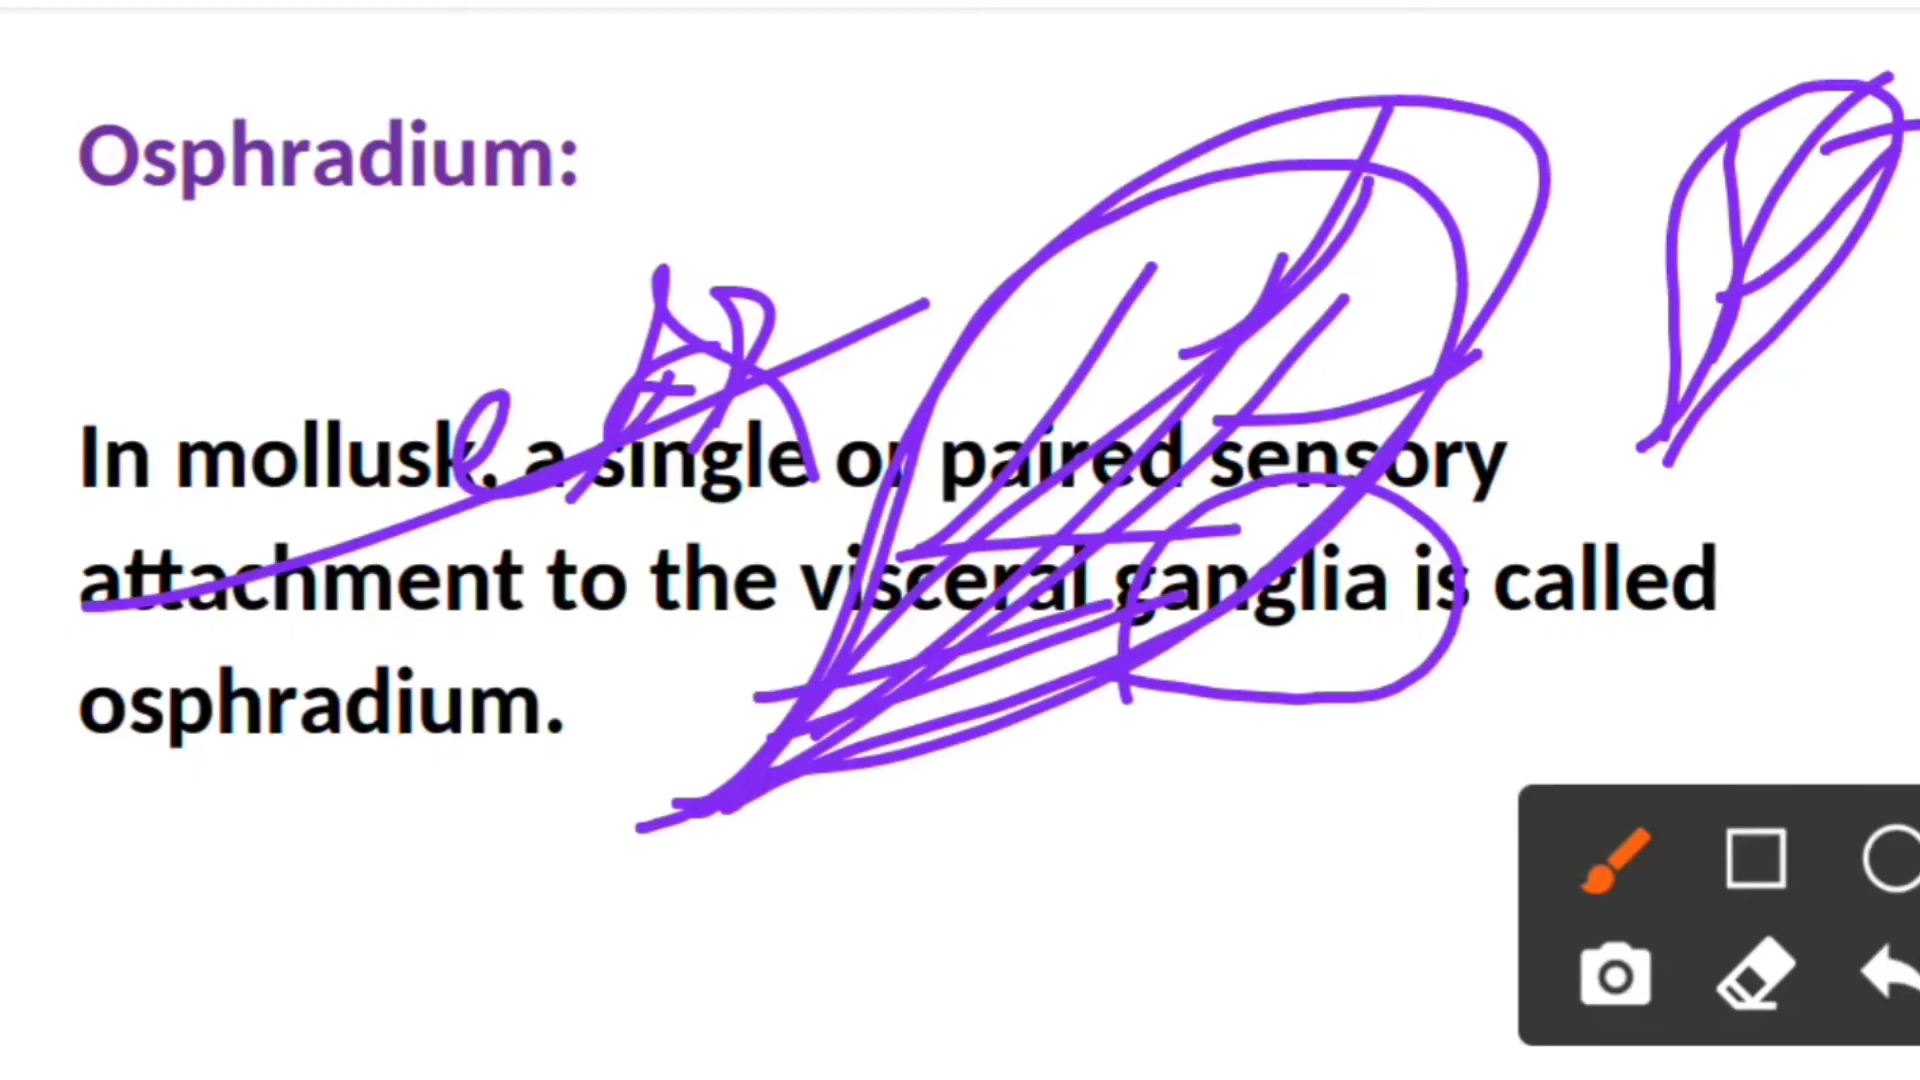 Osphradium:
In mollusk, a single or paired sensory
attachment to the visceral ganglia is called
osphradium.